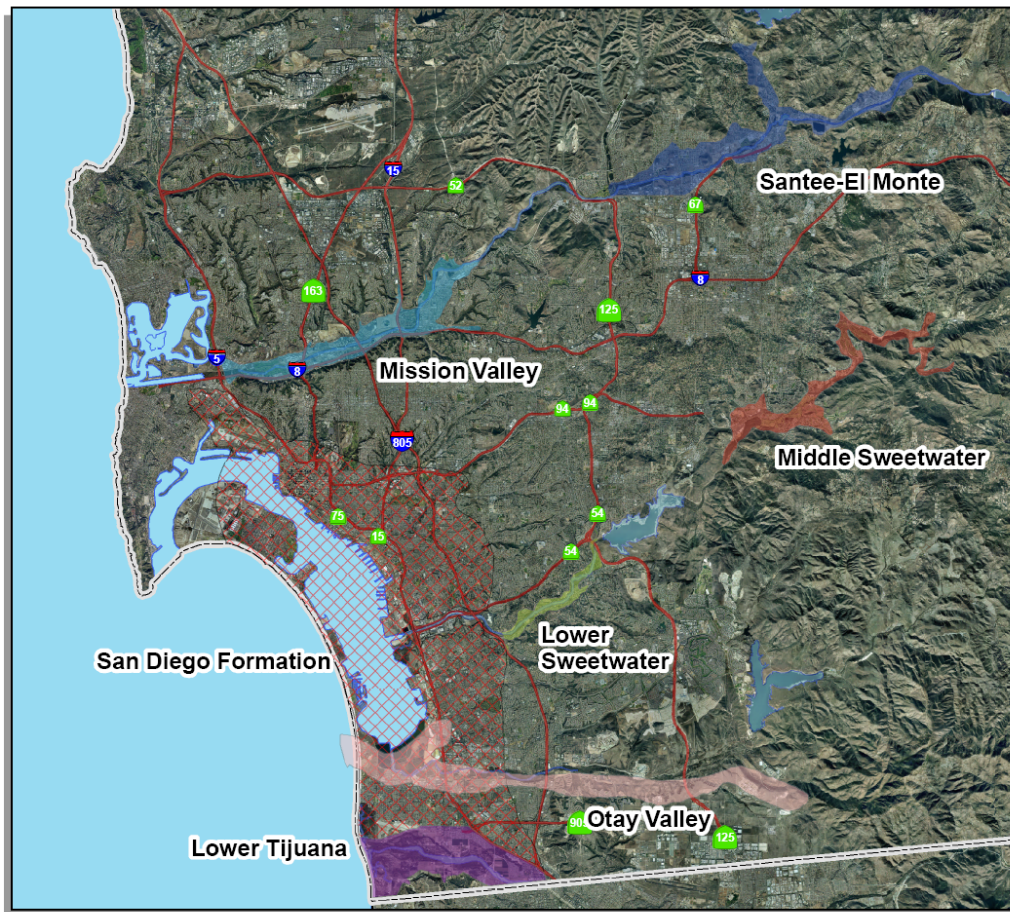 15
52
Santee-El Monte
67
8
163
125
5
8
Mission Valley
94
94
805
Middle Sweetwater
75
15
54
54
Lower
Sweetwater
San Diego Formation
905
Otay Valley
125
Lower Tijuana